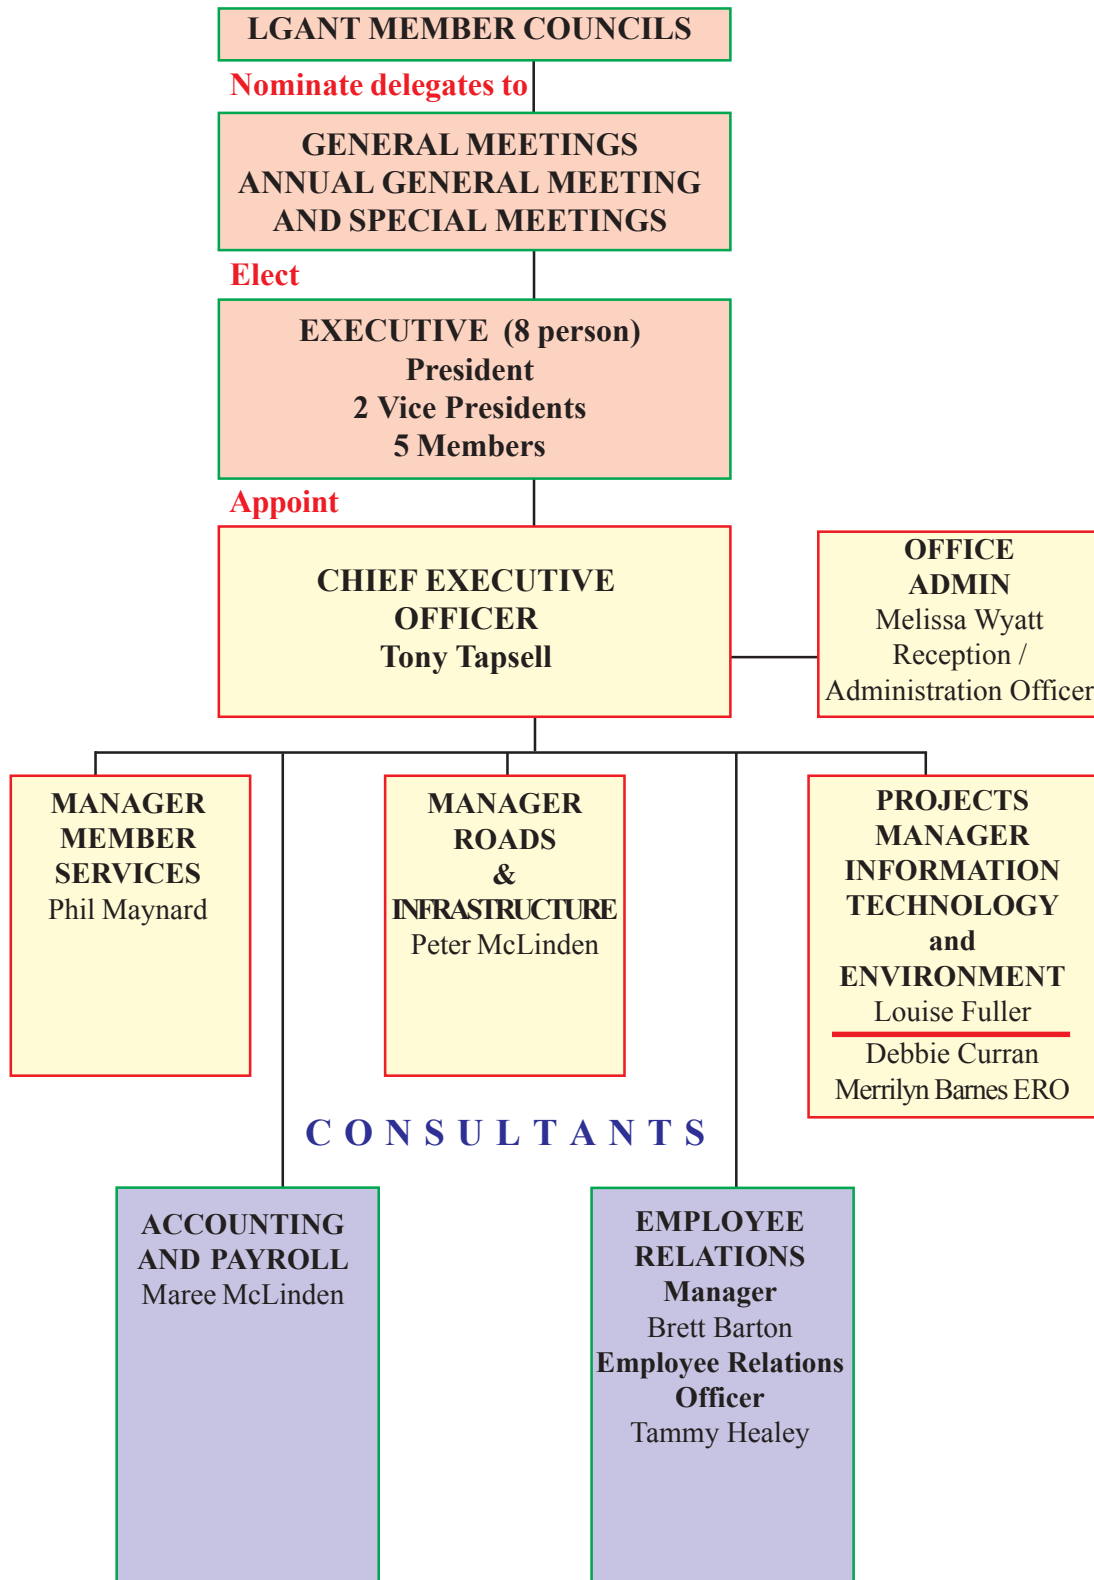 LGANT MEMBER COUNCILS
Nominate delegates to
GENERAL MEETINGS
ANNUAL GENERAL MEETING
AND SPECIAL MEETINGS
Elect
EXECUTIVE (8 person)
President
2 Vice Presidents
5 Members
Appoint
CHIEF EXECUTIVE
OFFICER
Tony Tapsell
OFFICE
ADMIN
Melissa Wyatt
Reception /
Administration Officer
MANAGER
MEMBER
SERVICES
Phil Maynard
MANAGER
ROADS
&
INFRASTRUCTURE
Peter McLinden
PROJECTS
MANAGER
INFORMATION
TECHNOLOGY
and
ENVIRONMENT
Louise Fuller
Debbie Curran
Merrilyn Barnes ERO
CONSULTANTS
ACCOUNTING
AND PAYROLL
Maree McLinden
EMPLOYEE
RELATIONS
Manager
Brett Barton
Employee Relations
Officer
Tammy Healey